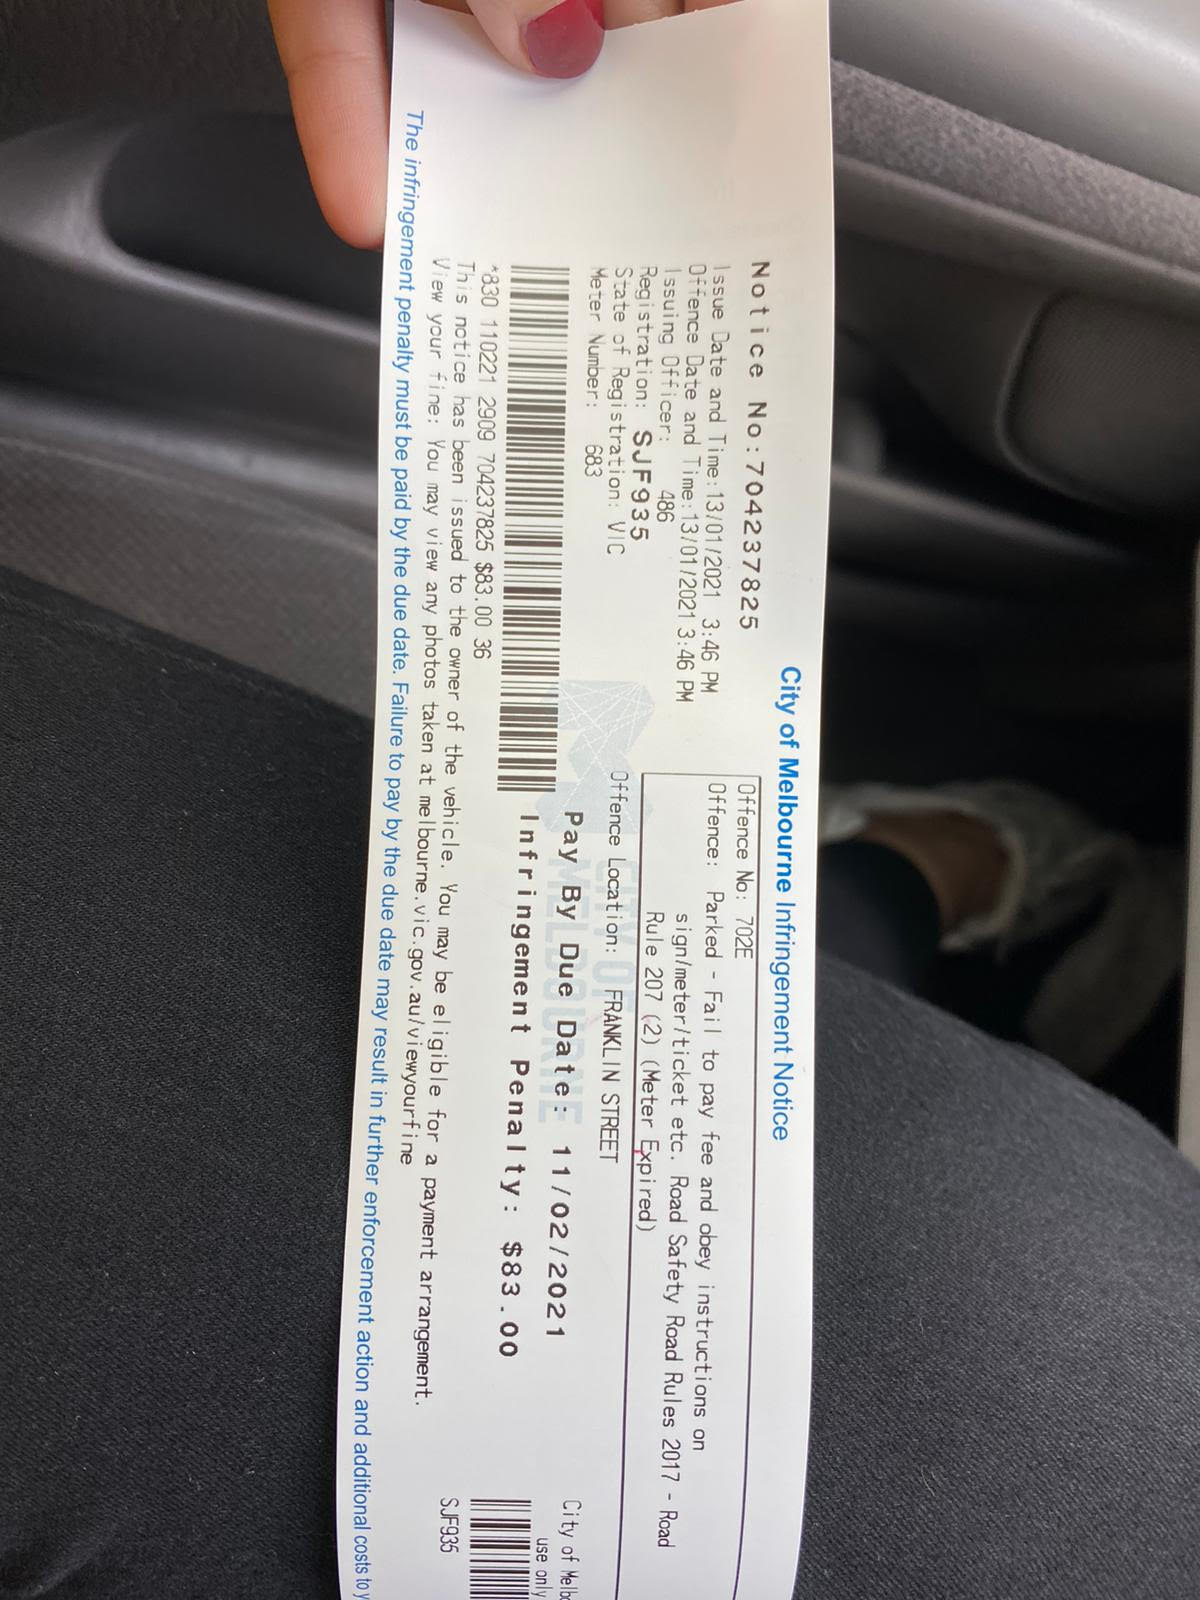 City of Melbourne Infringement Notice
Notice No:704237825
Issue Date and Time:13/01/2021 3:46 PM
Offence Date and Time:13/01/2021 3:46 PM
Issuing Officer: 486
Registration: SJF935
State of Registration: VIC
Meter Number: 683
Offence No: 702E
Offence: Parked - Fail to pay fee and obey instructions on
sign/meter/ticket etc. Road Safety Road Rules 2017 - Road
Rule 207 (2) (Meter Expired)
Offence Location: FRANKLIN STREET
CITY OF
MELBOURNE
Pay By Due Date: 11/02/2021
Infringement Penalty: $83.00
*830 110221 2909 704237825 $83.00 36
This notice has been issued to the owner of the vehicle. You may be eligible for a payment arrangement.
View your fine: You may view any photos taken at melbourne.vic.gov.au/viewyourfine
City of Melb
use only
SJF935
The infringement penalty must be paid by the due date. Failure to pay by the due date may result in further enforcement action and additional costs to y